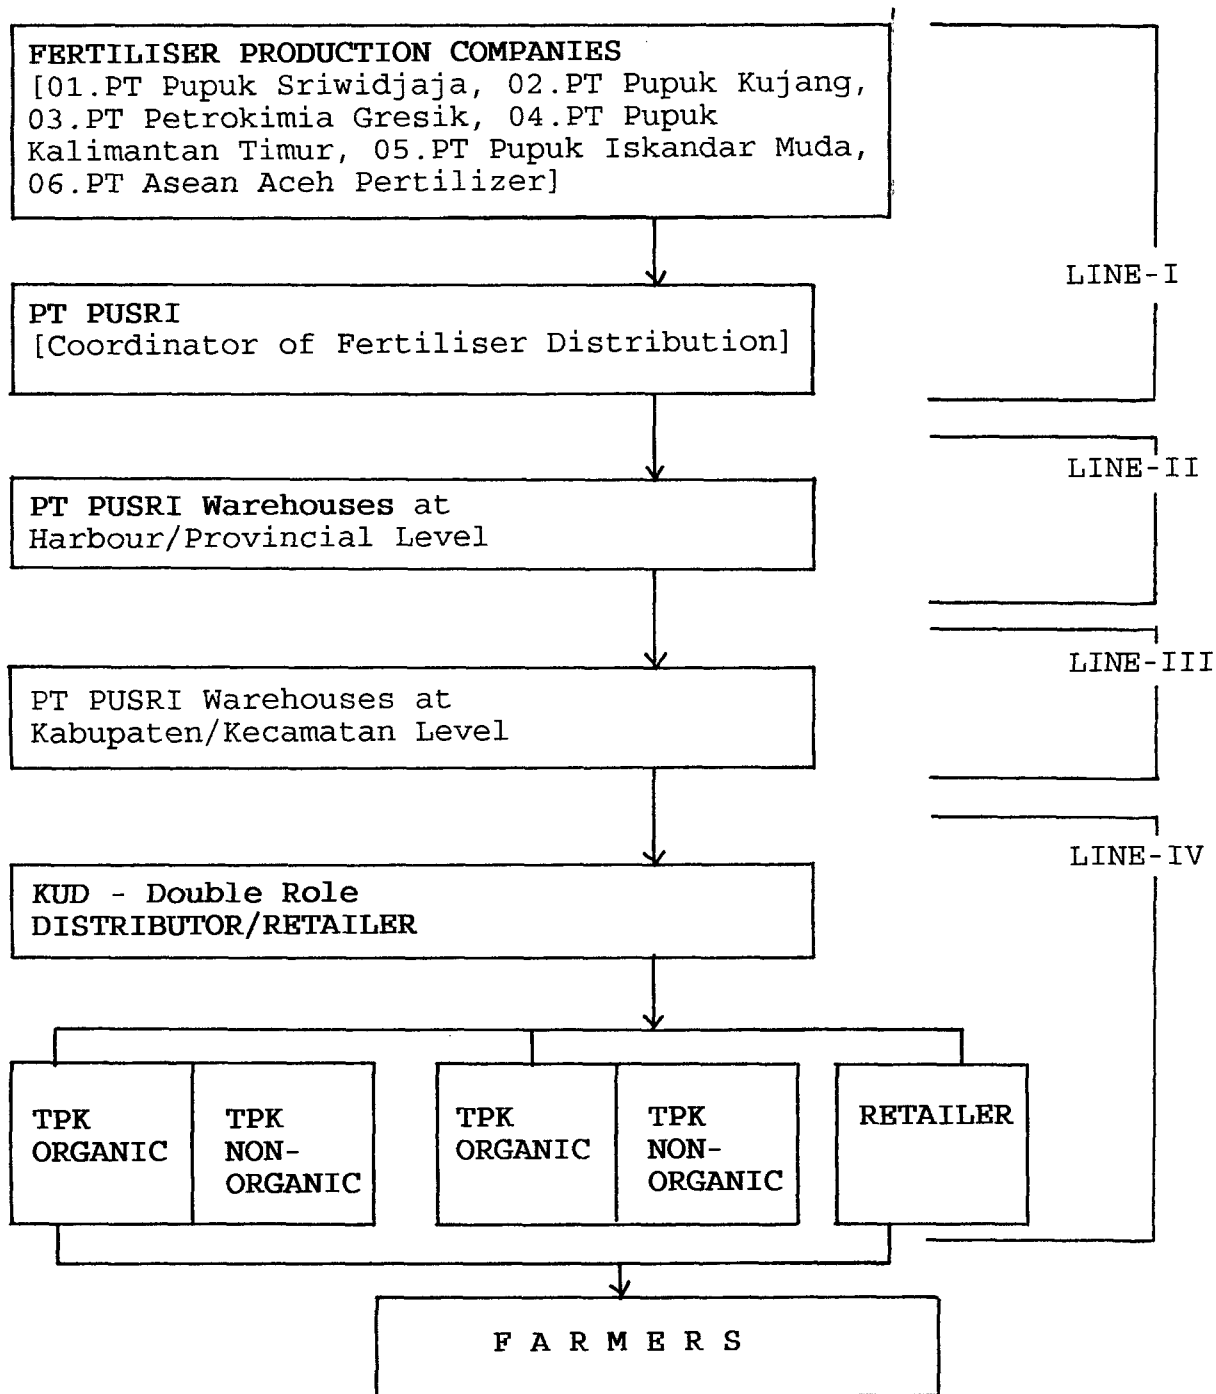 FERTILISER PRODUCTION COMPANIES
[01.PT Pupuk Sriwidjaja, 02.PT Pupuk Kujang,
03.PT Petrokimia Gresik, 04.PT Pupuk
Kalimantan Timur, 05.PT Pupuk Iskandar Muda,
06.PT Asean Aceh Pertilizer]
LINE-I
PT PUSRI
[Coordinator of Fertiliser Distribution]
LINE-II
PT PUSRI Warehouses at
Harbour/Provincial Level
LINE-III
PT PUSRI Warehouses at
Kabupaten/Kecamatan Level
LINE-IV
KUD - Double Role
DISTRIBUTOR/RETAILER
TPK
ORGANIC
TPK
NON-
ORGANIC
TPK
ORGANIC
TPK
NON-
ORGANIC
RETAILER
F A R M E R S